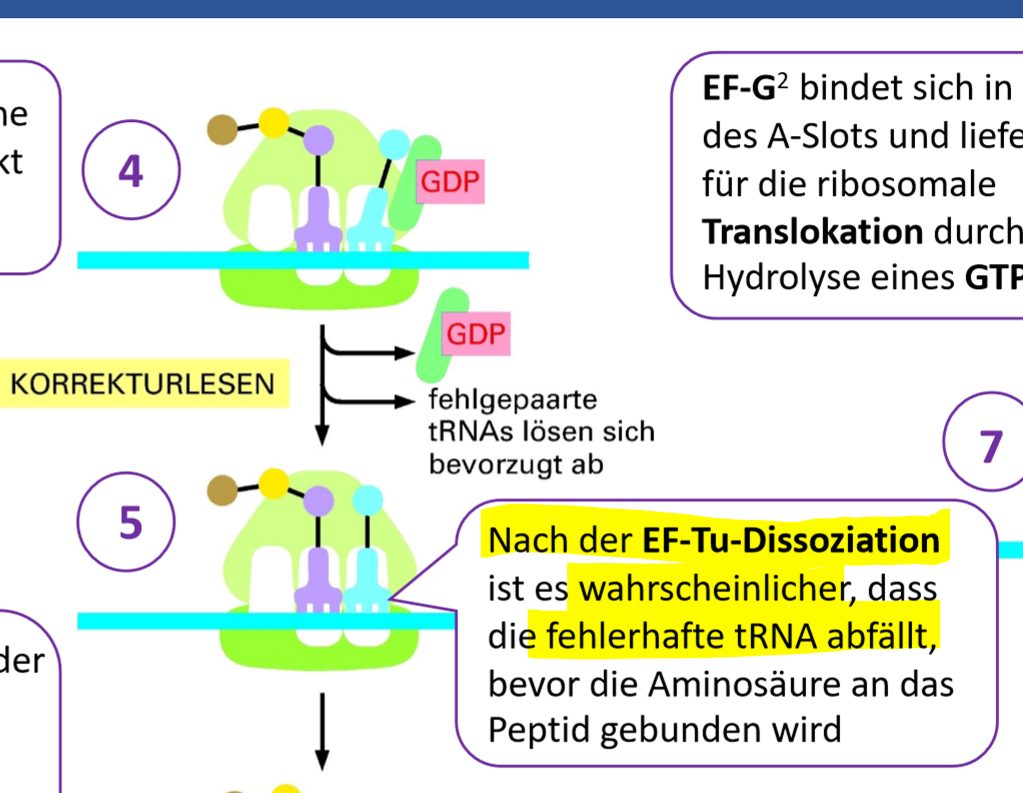 ne
kt
4
GDP
EF-G² bindet sich in
des A-Slots und liefe
für die ribosomale
Translokation durch
Hydrolyse eines GTP
GDP
KORREKTURLESEN
fehlgepaarte
tRNAs lösen sich
bevorzugt ab
7
5
Nach der EF-Tu-Dissoziation
ist es wahrscheinlicher, dass
die fehlerhafte tRNA abfällt,
bevor die Aminosäure an das
Peptid gebunden wird
der